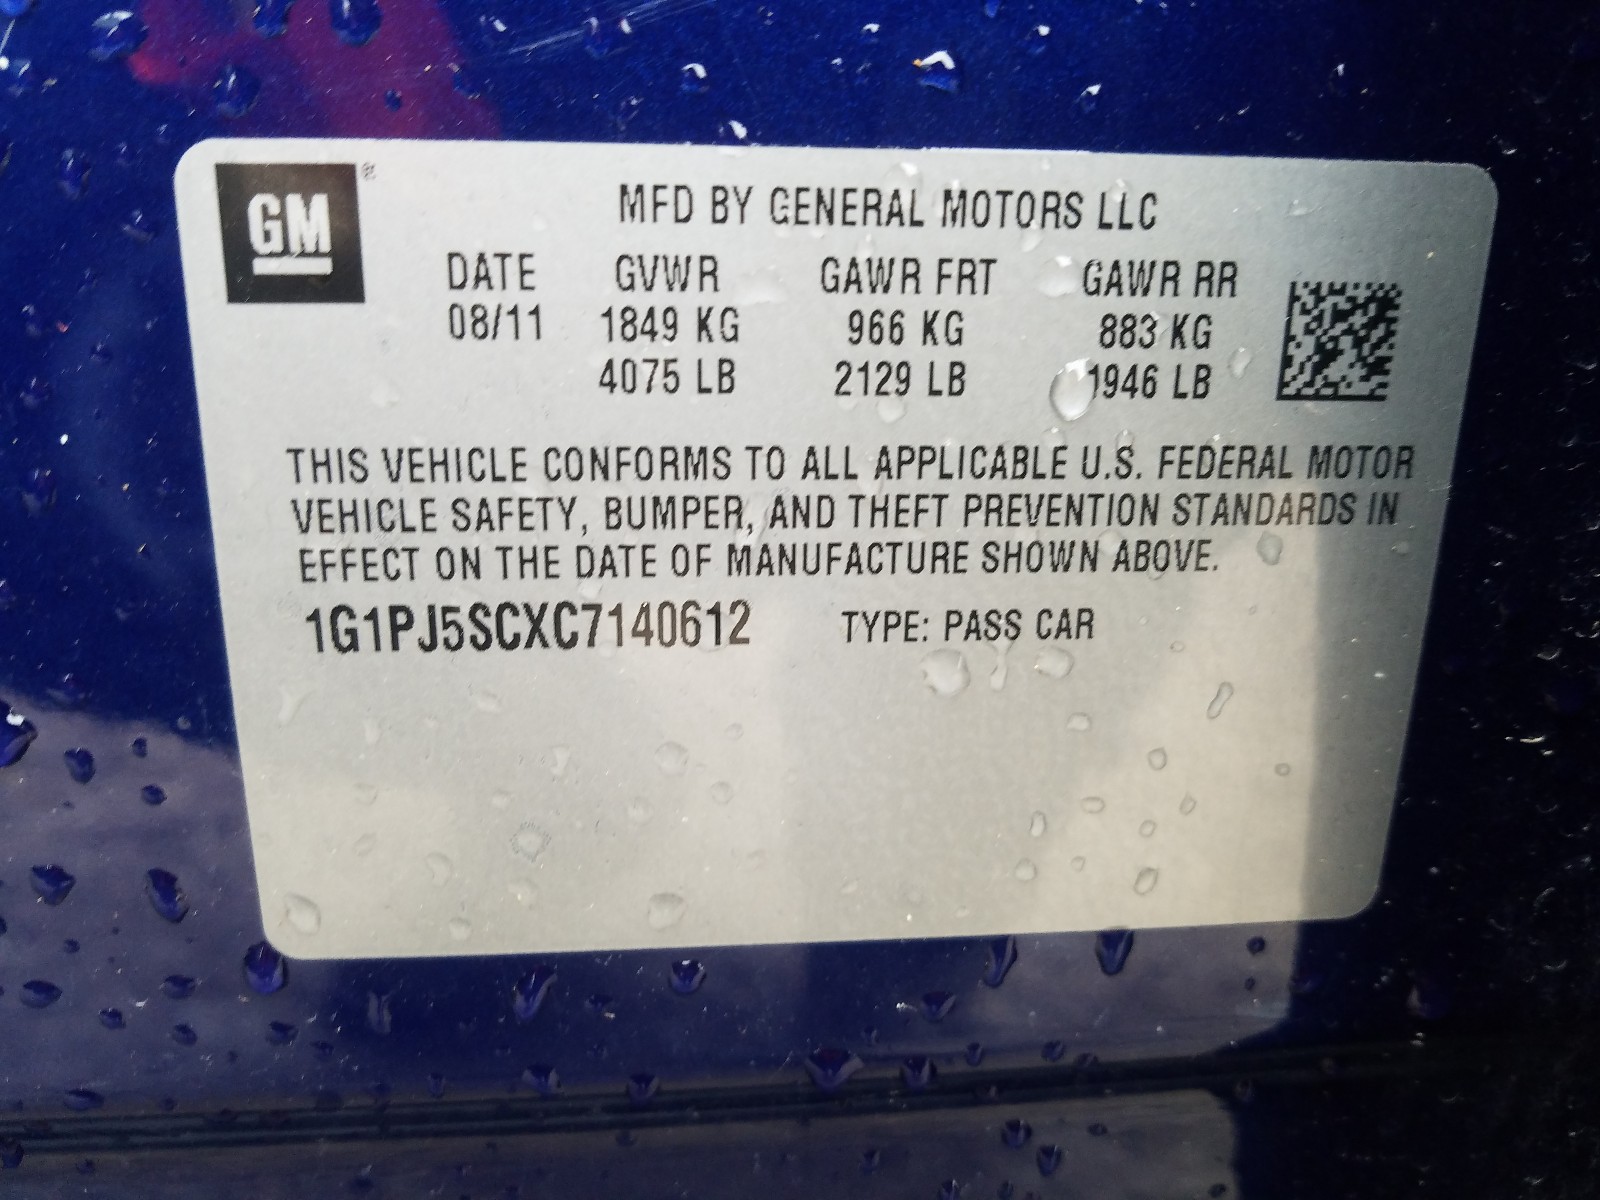 GM®
MFD BY GENERAL MOTORS LLC
DATE GVWR GAWR FRT GAWR RR
08/11 1849 KG 966 KG 883 KG
4075 LB 2129 LB 1946 LB
THIS VEHICLE CONFORMS TO ALL APPLICABLE U.S. FEDERAL MOTOR
VEHICLE SAFETY, BUMPER, AND THEFT PREVENTION STANDARDS IN
EFFECT ON THE DATE OF MANUFACTURE SHOWN ABOVE.
1G1PJ5SCXC7140612 TYPE: PASS CAR